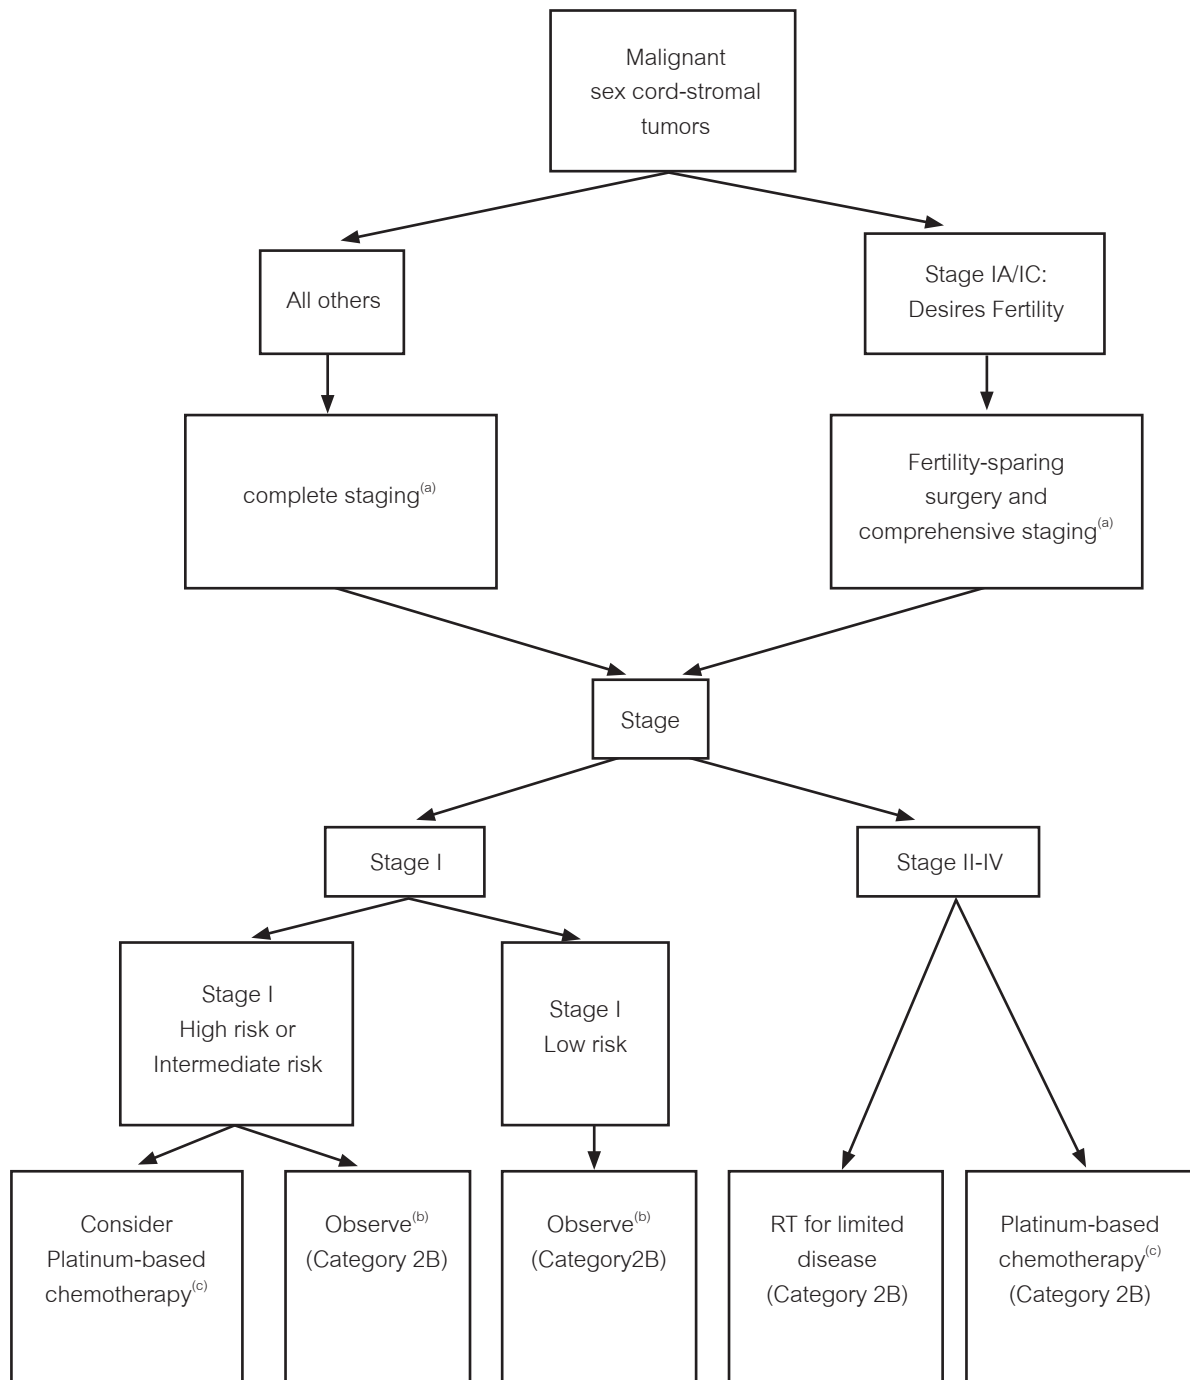 Malignant
sex cord-stromal
tumors
All others
Stage IA/IC:
Desires Fertility
complete staging(a)
Fertility-sparing
surgery and
comprehensive staging(a)
Stage
Stage I
Stage II-IV
Stage I
High risk or
Intermediate risk
Stage I
Low risk
Consider
Platinum-based
chemotherapy(c)
Observe(b)
(Category 2B)
Observe(b)
(Category2B)
RT for limited
disease
(Category 2B)
Platinum-based
chemotherapy(c)
(Category 2B)